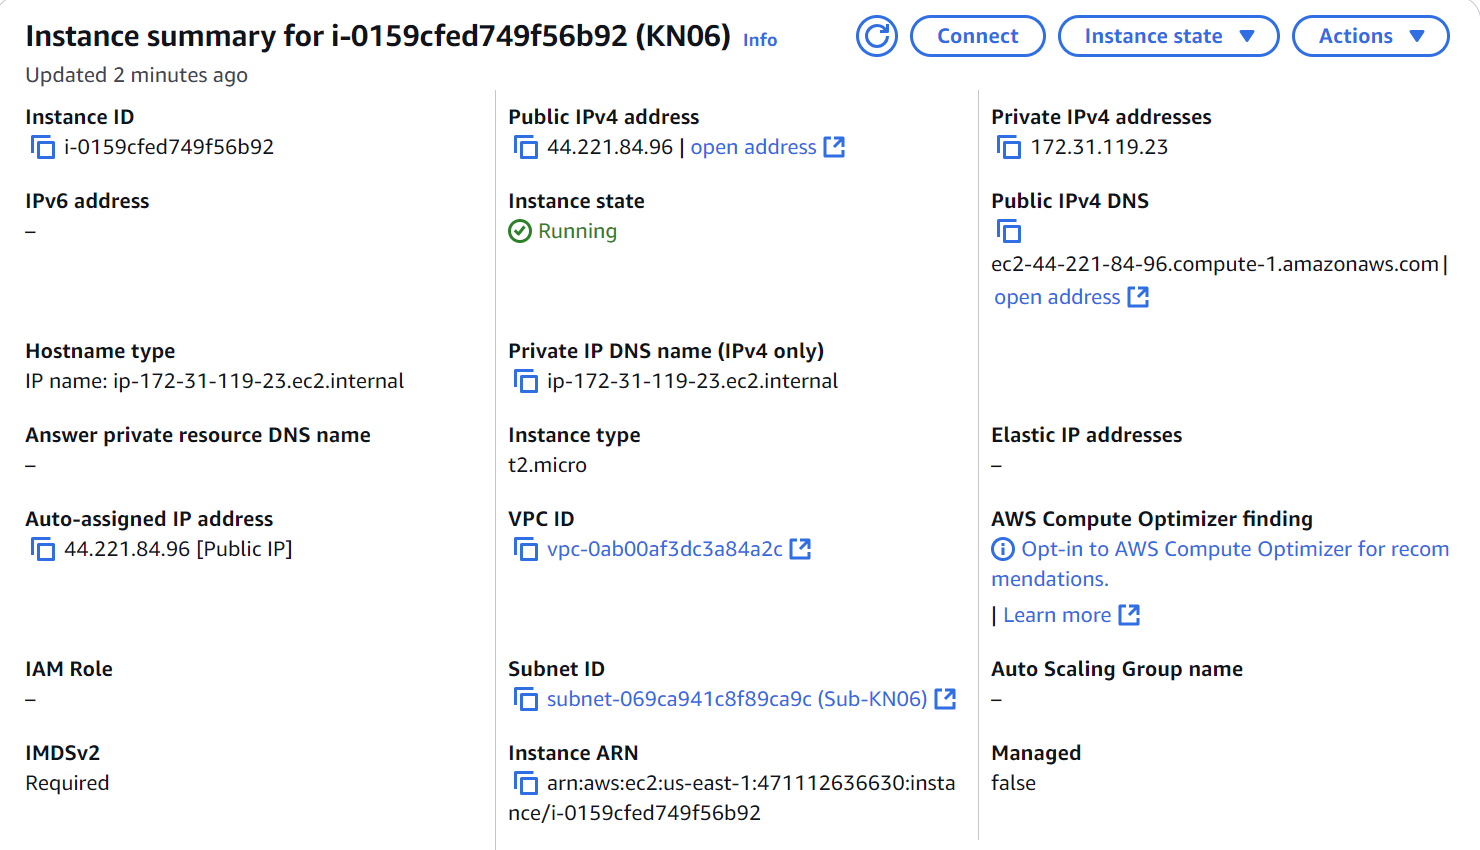 Instance summary for i-0159cfed749f56b92 (KN06) Info
Connect
Instance state
Actions
Updated 2 minutes ago
Instance ID
i-0159cfed749f56b92
Public IPv4 address
44.221.84.96 | open address
Private IPv4 addresses
172.31.119.23
IPv6 address
–
Instance state
Running
Public IPv4 DNS
ec2-44-221-84-96.compute-1.amazonaws.com |
open address
Hostname type
IP name: ip-172-31-119-23.ec2.internal
Private IP DNS name (IPv4 only)
ip-172-31-119-23.ec2.internal
Answer private resource DNS name
–
Instance type
t2.micro
Elastic IP addresses
–
Auto-assigned IP address
44.221.84.96 [Public IP]
VPC ID
vpc-0ab00af3dc3a84a2c
AWS Compute Optimizer finding
Opt-in to AWS Compute Optimizer for recom
mendations.
| Learn more
IAM Role
–
Subnet ID
subnet-069ca941c8f89ca9c (Sub-KN06)
Auto Scaling Group name
–
IMDSv2
Required
Instance ARN
arn:aws:ec2:us-east-1:471112636630:insta
nce/i-0159cfed749f56b92
Managed
false